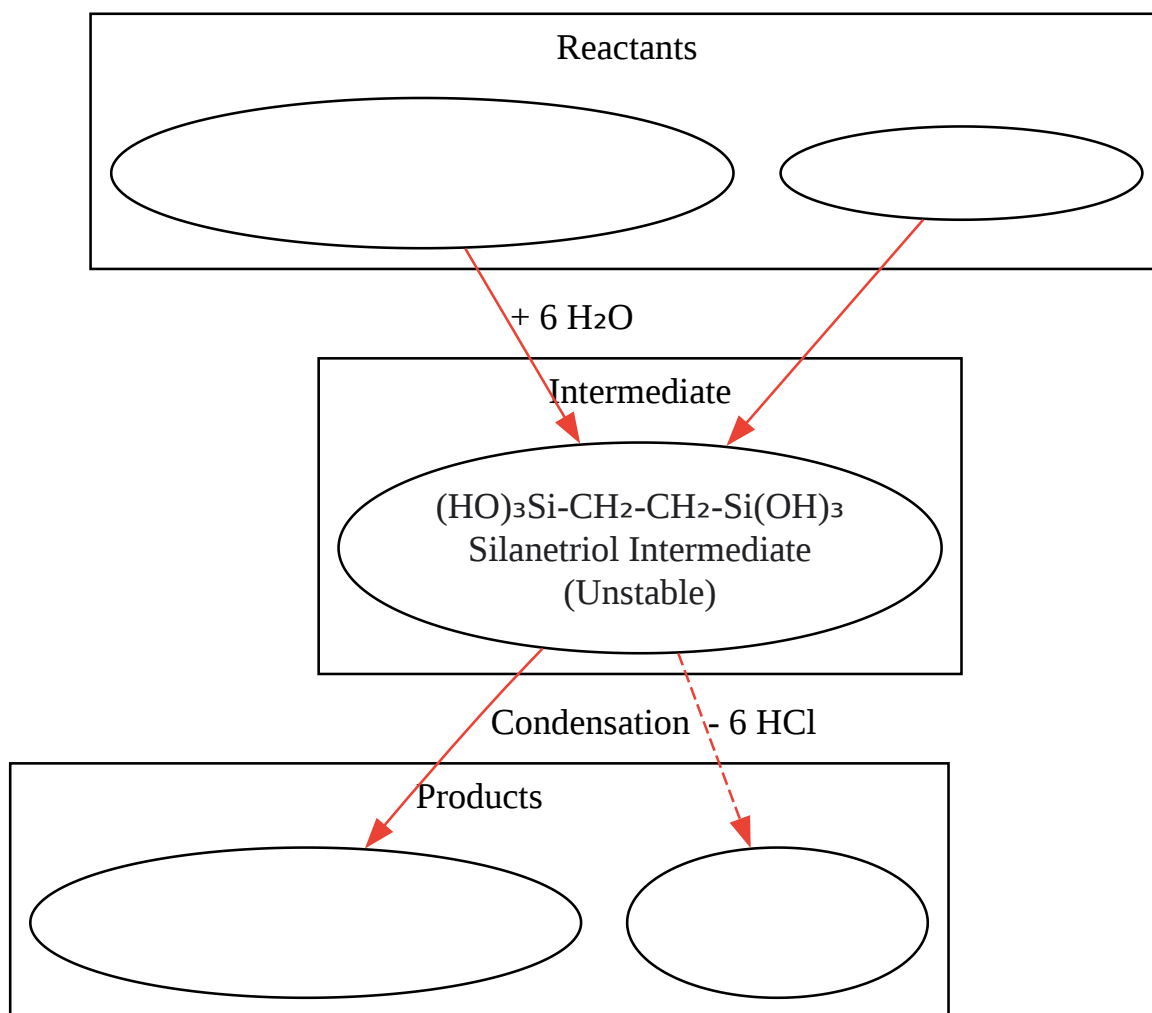 Reactants
+ 6 H₂O
Intermediate
(HO)₃Si-CH₂-CH₂-Si(OH)₃
Silanetriol Intermediate
(Unstable)
Condensation
- 6 HCl
Products